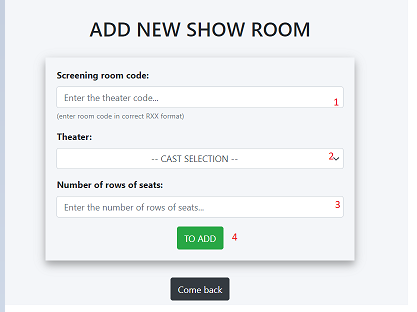 ADD NEW SHOW ROOM
Screening room code:
Enter the theater code...
1
(enter room code in correct RXX format)
Theater:
-- CAST SELECTION --
2
Number of rows of seats:
Enter the number of rows of seats...
3
TO ADD
4
Come back